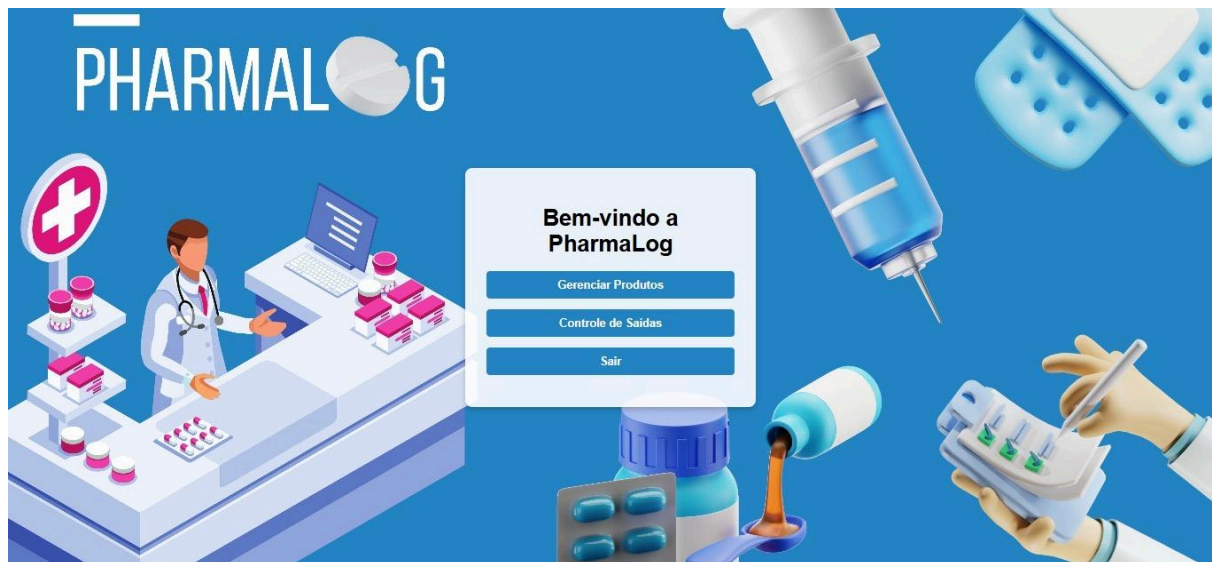 PHARMALOG
Bem-vindo a
PharmaLog
Gerenciar Produtos
Controle de Saídas
Sair